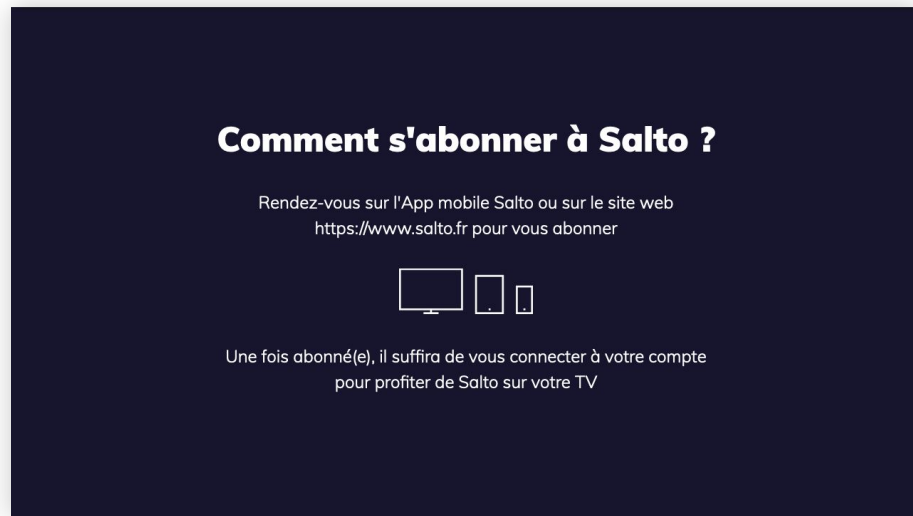 Comment s'abonner à Salto ?
Rendez-vous sur l'App mobile Salto ou sur le site web
https://www.salto.fr pour vous abonner
Une fois abonné(e), il suffira de vous connecter à votre compte
pour profiter de Salto sur votre TV